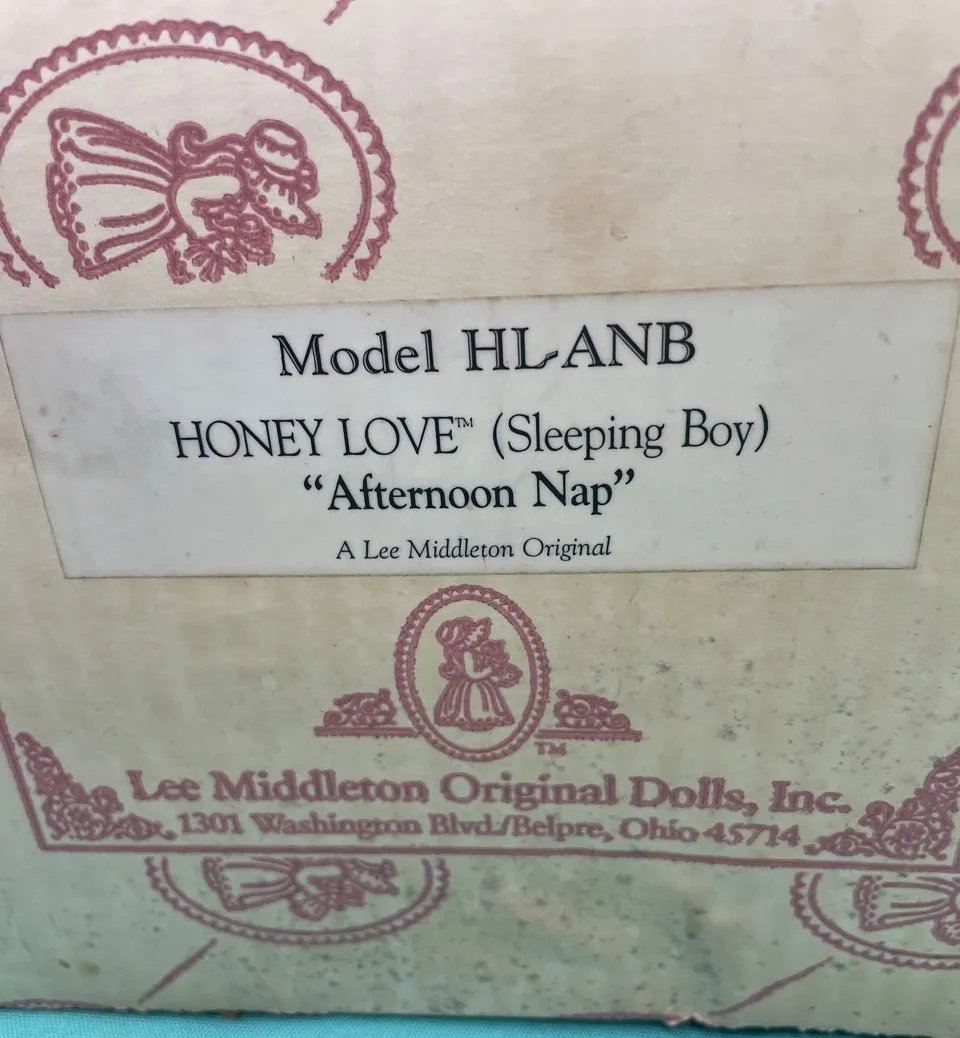 Model HL-ANB
HONEY LOVE™ (Sleeping Boy)
“Afternoon Nap”
A Lee Middleton Original
TM
Lee Middleton Original Dolls, Inc.
1301 Washington Blvd./Belpre, Ohio 45714